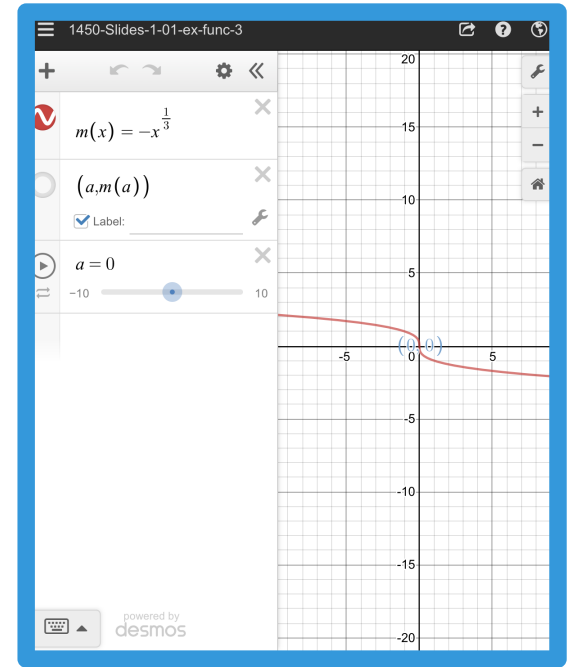 1450-Slides-1-01-ex-func-3
m(x) = −x^(1/3)
(a,m(a))
Label:
a = 0
−10 10
powered by
desmos
20
15
10
5
(0,0)
-5 0 5
-5
-10
-15
-20